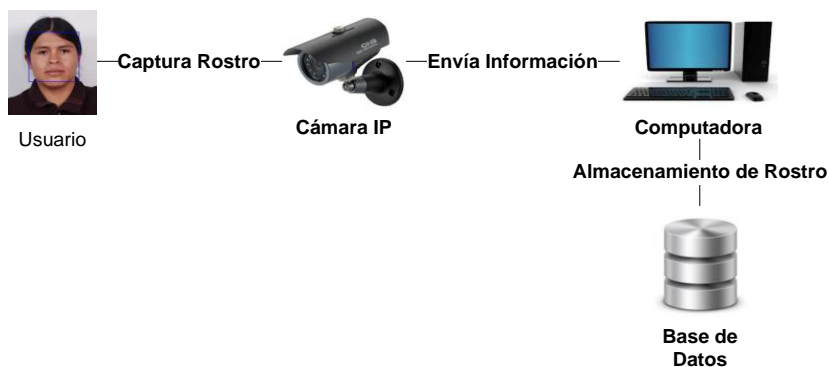 Captura Rostro
Envía Información
Usuario
Cámara IP
Computadora
Almacenamiento de Rostro
Base de
Datos